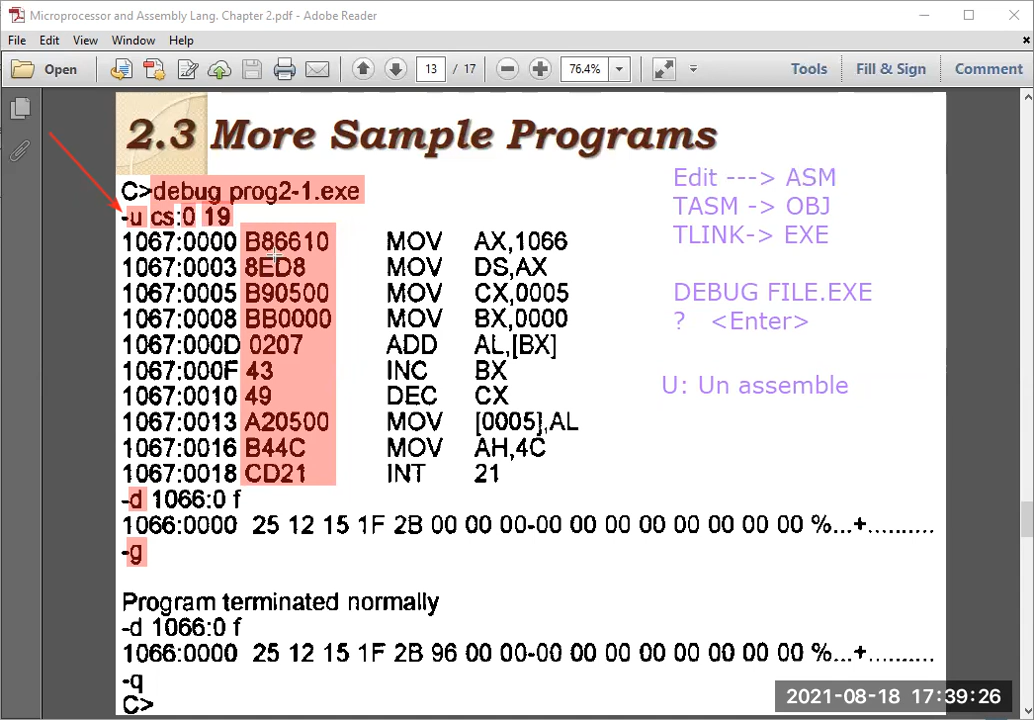 Microprocessor and Assembly Lang. Chapter 2.pdf - Adobe Reader
File Edit View Window Help
Open 13 / 17 76.4% Tools Fill & Sign Comment
2.3 More Sample Programs
C>debug prog2-1.exe
-u cs:0 19
1067:0000 B86610 MOV AX,1066
1067:0003 8ED8 MOV DS,AX
1067:0005 B90500 MOV CX,0005
1067:0008 BB0000 MOV BX,0000
1067:000D 0207 ADD AL,[BX]
1067:000F 43 INC BX
1067:0010 49 DEC CX
1067:0013 A20500 MOV [0005],AL
1067:0016 B44C MOV AH,4C
1067:0018 CD21 INT 21
-d 1066:0 f
1066:0000 25 12 15 1F 2B 00 00 00-00 00 00 00 00 00 00 00 %...+..........
-g
Program terminated normally
-d 1066:0 f
1066:0000 25 12 15 1F 2B 96 00 00-00 00 00 00 00 00 00 00 %...+..........
-q
C>
Edit ---> ASM
TASM -> OBJ
TLINK-> EXE
DEBUG FILE.EXE
? <Enter>
U: Un assemble
2021-08-18 17:39:26